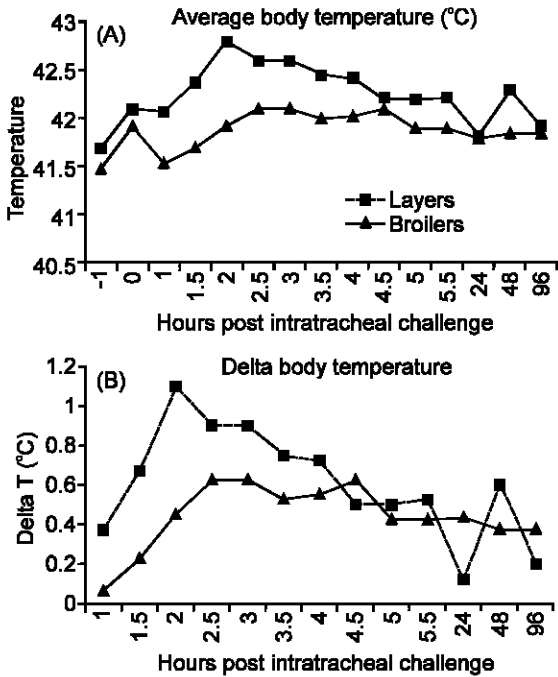 (A) Average body temperature (°C)
43
42.5
42
41.5
41
40.5
Temperature
Layers
Broilers
-1 0 1 1.5 2 2.5 3 3.5 4 4.5 5 5.5 24 48 96
Hours post intratracheal challenge
(B) Delta body temperature
1.2
1
0.8
0.6
0.4
0.2
0
Delta T (°C)
1 1.5 2 2.5 3 3.5 4 4.5 5 5.5 24 48 96
Hours post intratracheal challenge